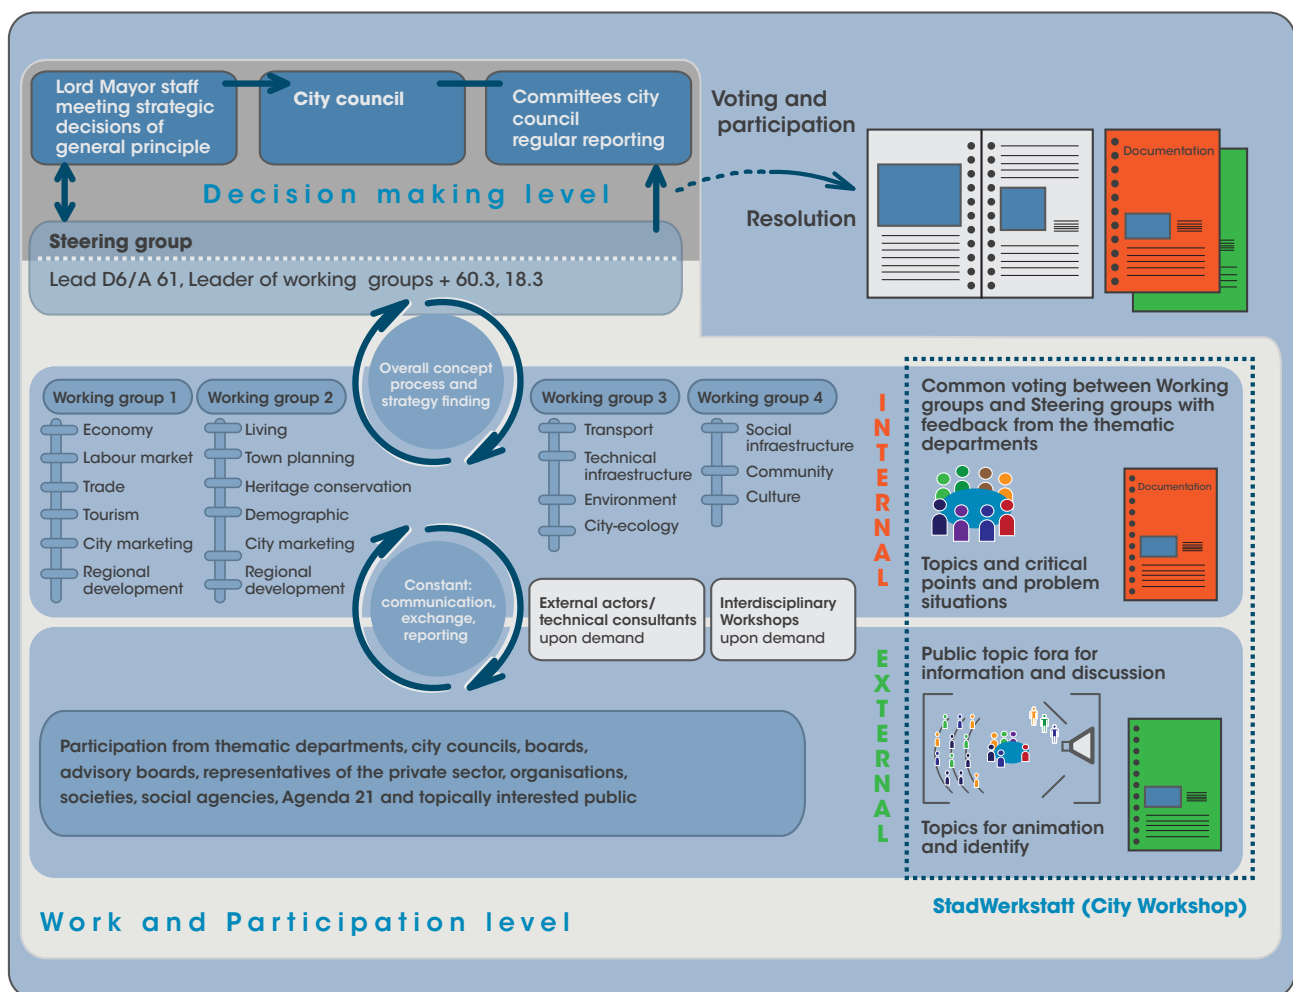 Lord Mayor staff
meeting strategic
decisions of
general principle
City council
Committees city
council
regular reporting
Voting and
participation
Resolution
Documentation
Decision making level
Steering group
Lead D6/A 61, Leader of working groups + 60.3, 18.3
Overall concept
process and
strategy finding
Working group 1
Economy
Labour market
Trade
Tourism
City marketing
Regional
development
Working group 2
Living
Town planning
Heritage conservation
Demographic
City marketing
Regional
development
Working group 3
Transport
Technical
infraestructure
Environment
City-ecology
Working group 4
Social
infraestructure
Community
Culture
INTERNAL
Common voting between Working
groups and Steering groups with
feedback from the thematic
departments
Documentation
Topics and critical
points and problem
situations
Constant:
communication,
exchange,
reporting
External actors/
technical consultants
upon demand
Interdisciplinary
Workshops
upon demand
EXTERNAL
Public topic fora for
information and discussion
Topics for animation
and identify
Participation from thematic departments, city councils, boards,
advisory boards, representatives of the private sector, organisations,
societies, social agencies, Agenda 21 and topically interested public
StadWerkstatt (City Workshop)
Work and Participation level